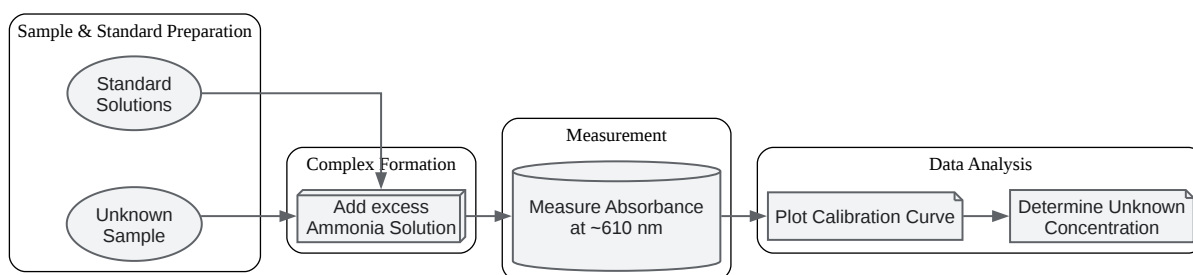 Sample & Standard Preparation
Standard
Solutions
Unknown
Sample
Complex Formation
Add excess
Ammonia Solution
Measurement
Measure Absorbance
at ~610 nm
Data Analysis
Plot Calibration Curve
Determine Unknown
Concentration